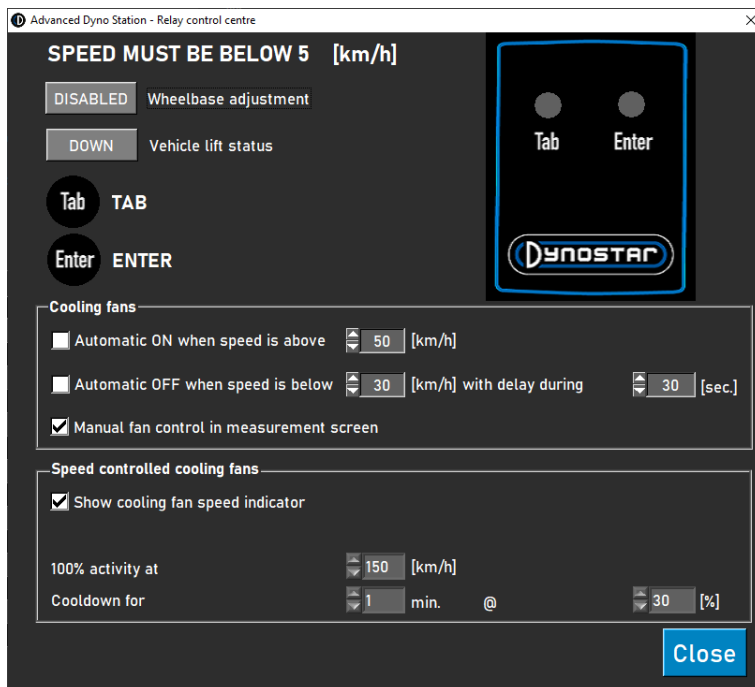 Advanced Dyno Station - Relay control centre
SPEED MUST BE BELOW 5 [km/h]
DISABLED Wheelbase adjustment
DOWN Vehicle lift status
Tab TAB
Enter ENTER
Tab Enter
DYNOSTAR
Cooling fans
Automatic ON when speed is above 50 [km/h]
Automatic OFF when speed is below 30 [km/h] with delay during 30 [sec.]
Manual fan control in measurement screen
Speed controlled cooling fans
Show cooling fan speed indicator
100% activity at 150 [km/h]
Cooldown for 1 min. @ 30 [%]
Close